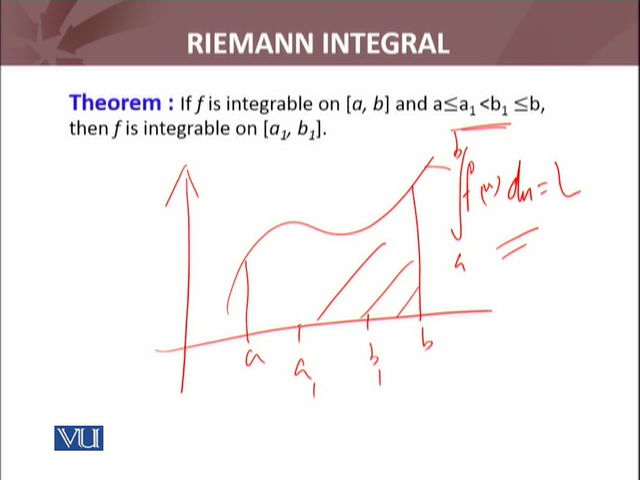 RIEMANN INTEGRAL
Theorem : If f is integrable on [a, b] and a≤a₁ <b₁ ≤b,
then f is integrable on [a₁, b₁].
b
∫ f(x) dx = L
a
a a₁ b₁ b
VU